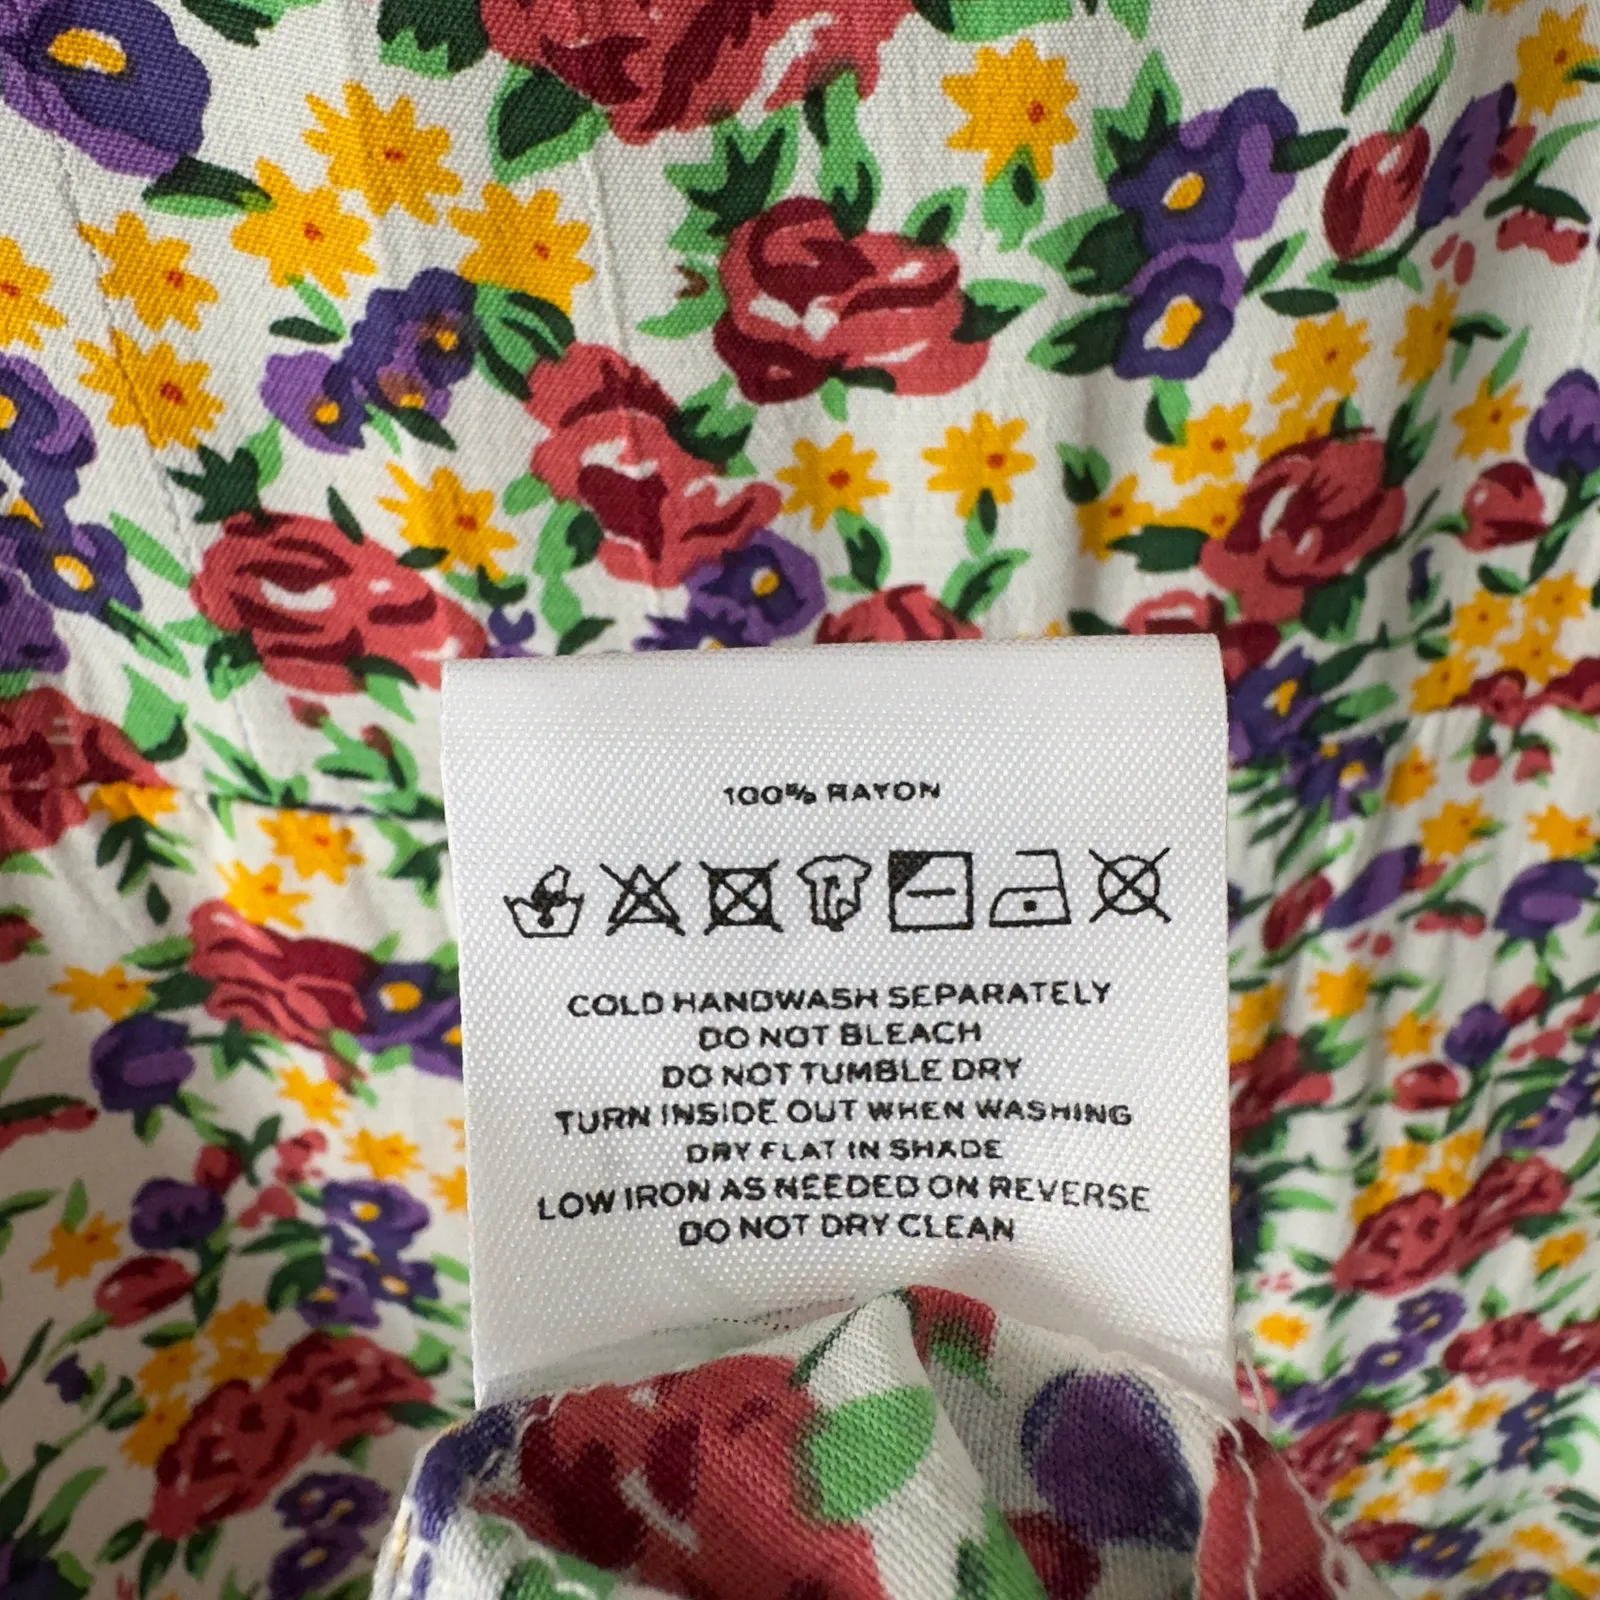 100% RAYON
COLD HANDWASH SEPARATELY
DO NOT BLEACH
DO NOT TUMBLE DRY
TURN INSIDE OUT WHEN WASHING
DRY FLAT IN SHADE
LOW IRON AS NEEDED ON REVERSE
DO NOT DRY CLEAN